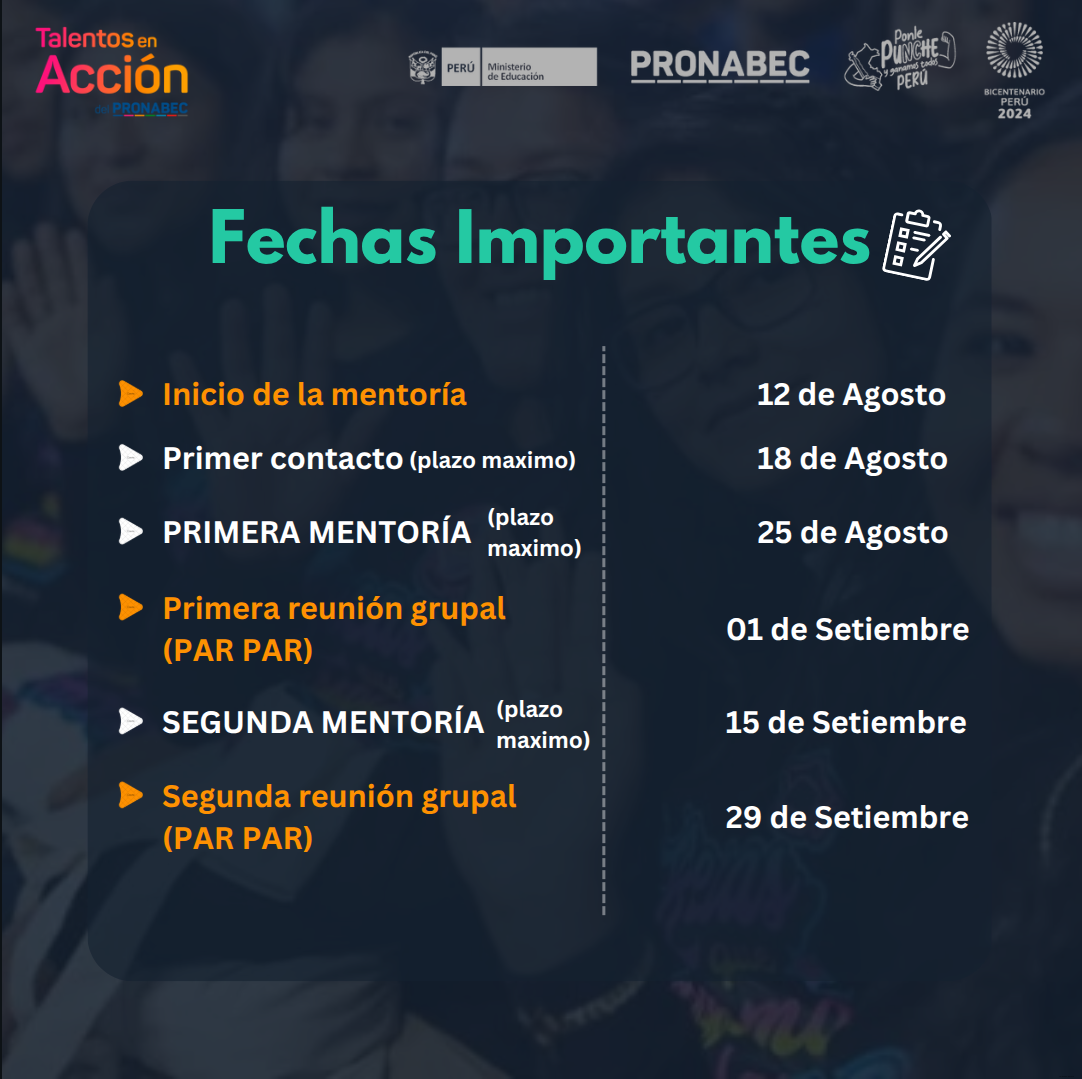 Talentos en
Acción
del PRONABEC
PERÚ
Ministerio
de Educación
PRONABEC
Ponle
PUNCHE
y ganamos todos
PERÚ
BICENTENARIO
PERÚ
2024
Fechas Importantes
Inicio de la mentoría 12 de Agosto
Primer contacto (plazo maximo) 18 de Agosto
PRIMERA MENTORÍA (plazo
maximo) 25 de Agosto
Primera reunión grupal
(PAR PAR) 01 de Setiembre
SEGUNDA MENTORÍA (plazo
maximo) 15 de Setiembre
Segunda reunión grupal
(PAR PAR) 29 de Setiembre